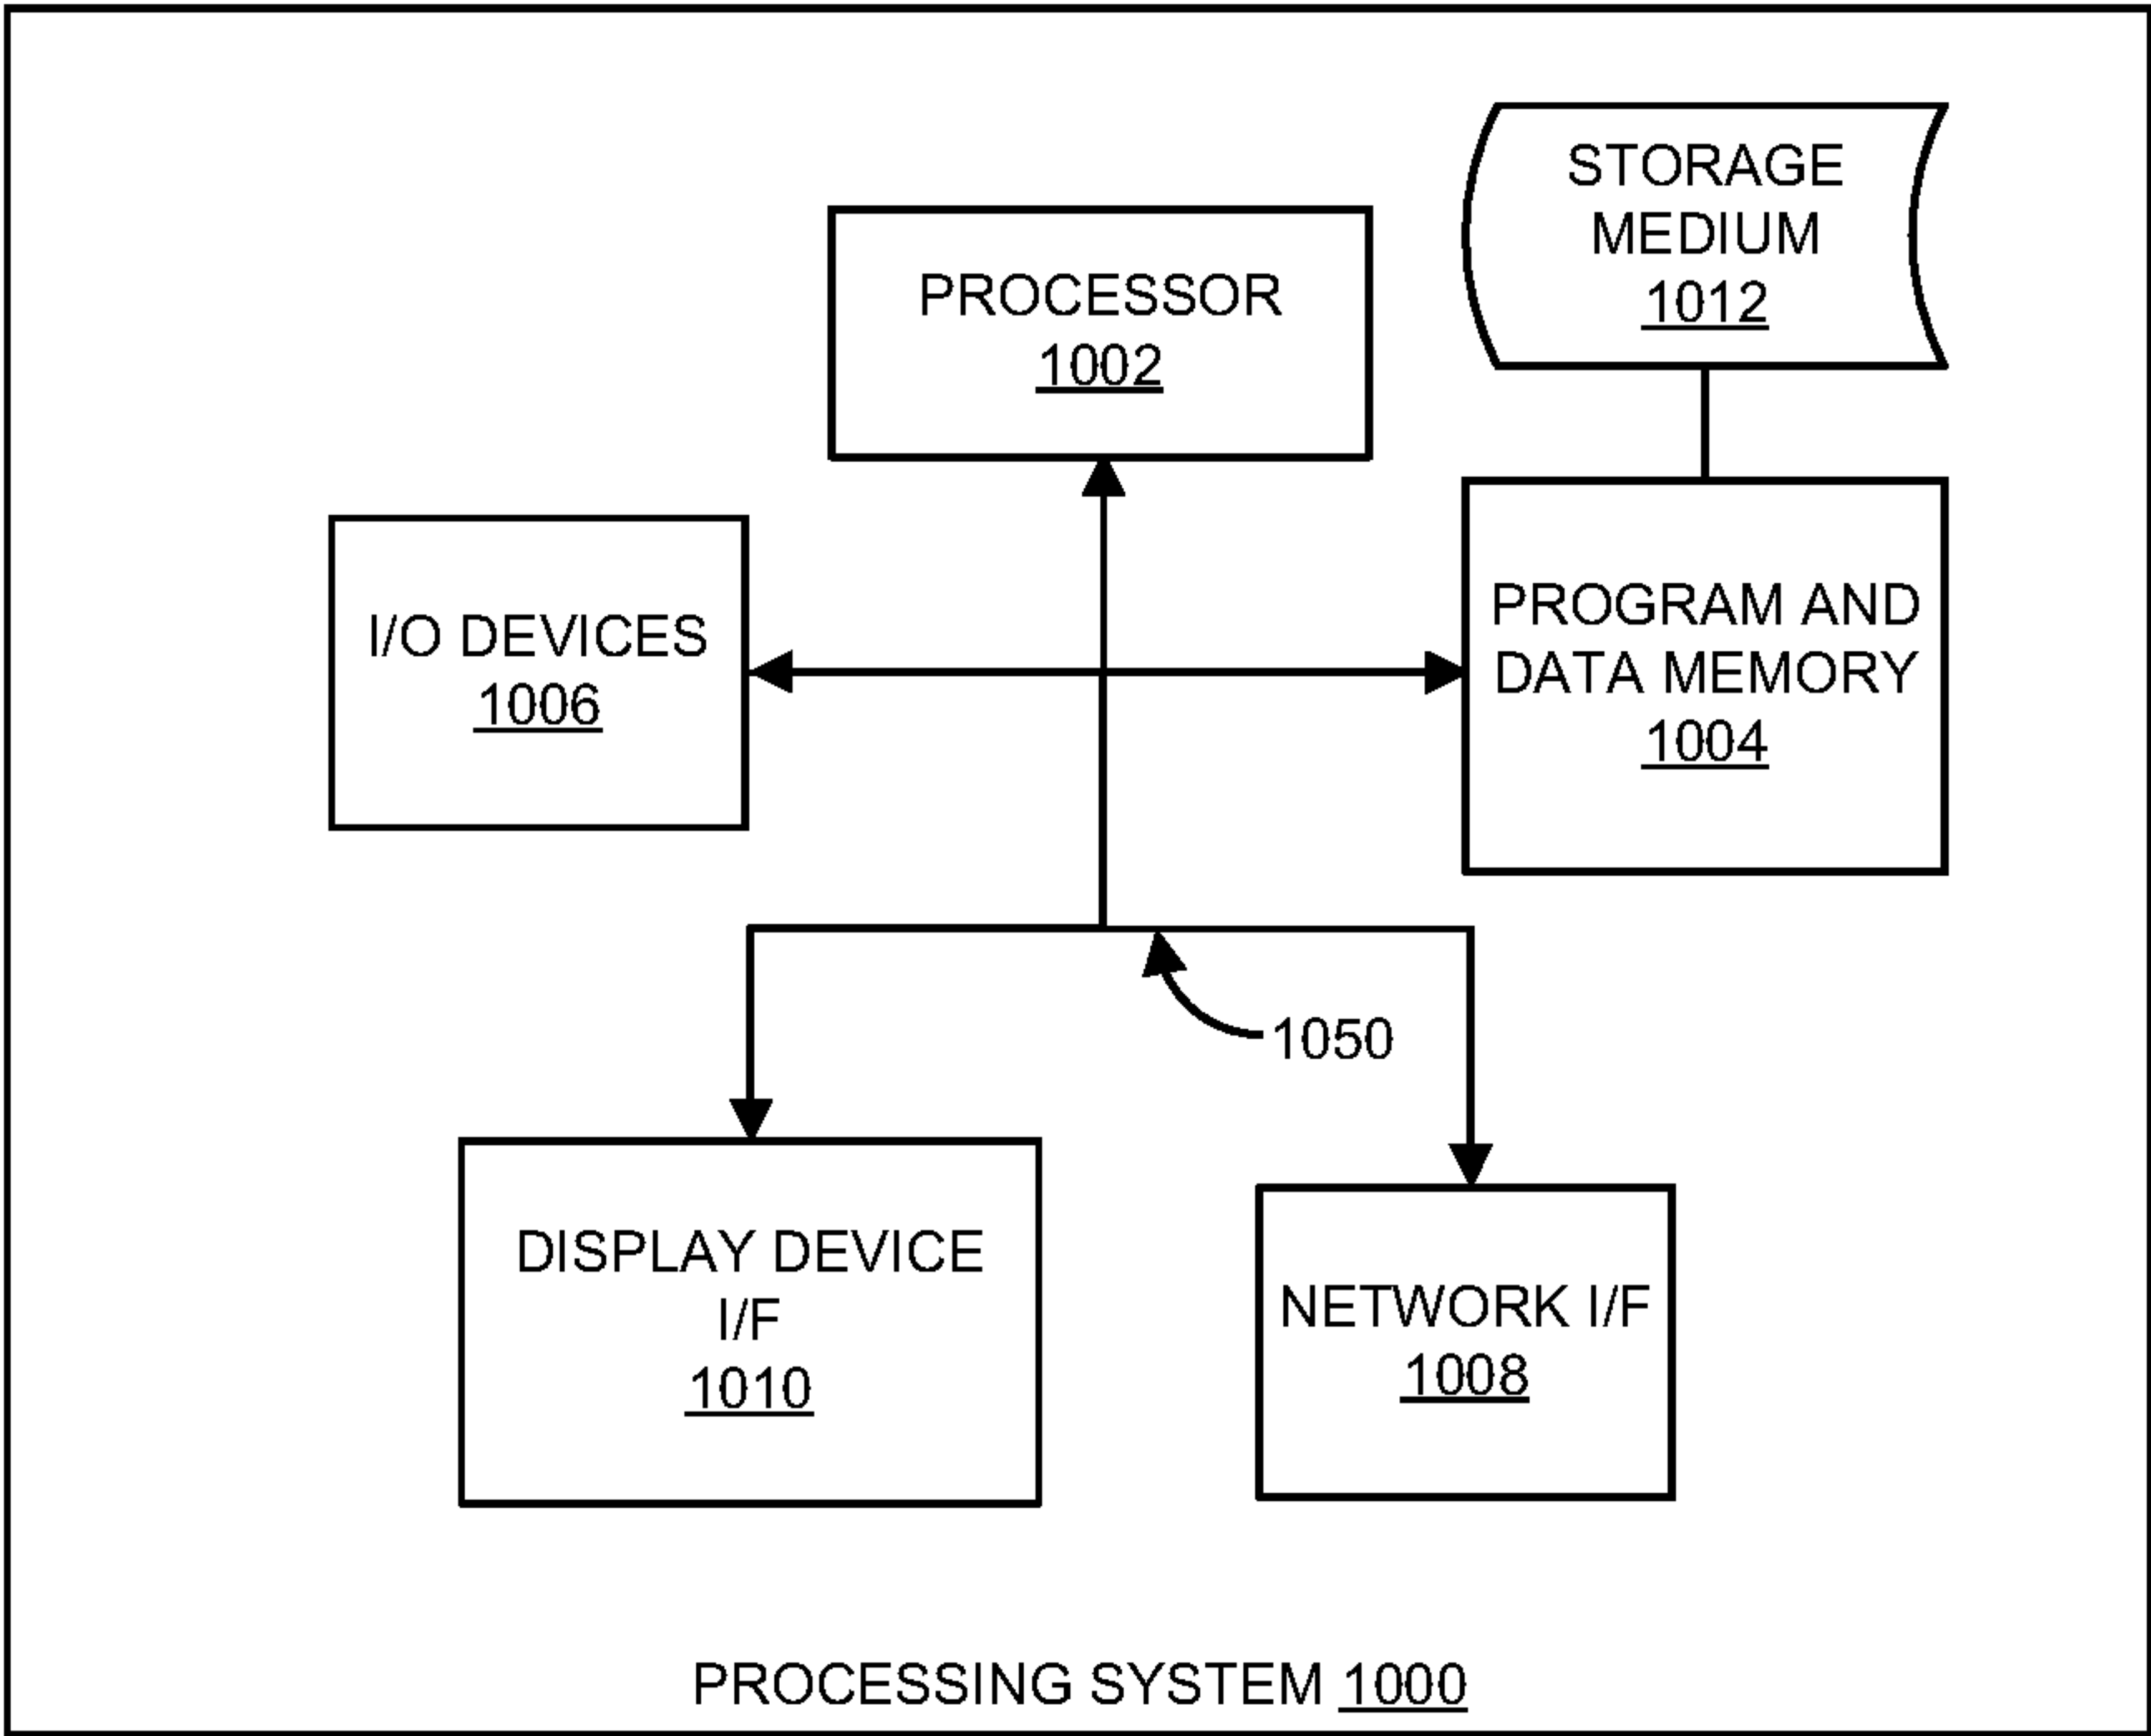 STORAGE
MEDIUM
1012
PROCESSOR
1002
I/O DEVICES
1006
PROGRAM AND
DATA MEMORY
1004
1050
DISPLAY DEVICE
I/F
1010
NETWORK I/F
1008
PROCESSING SYSTEM 1000